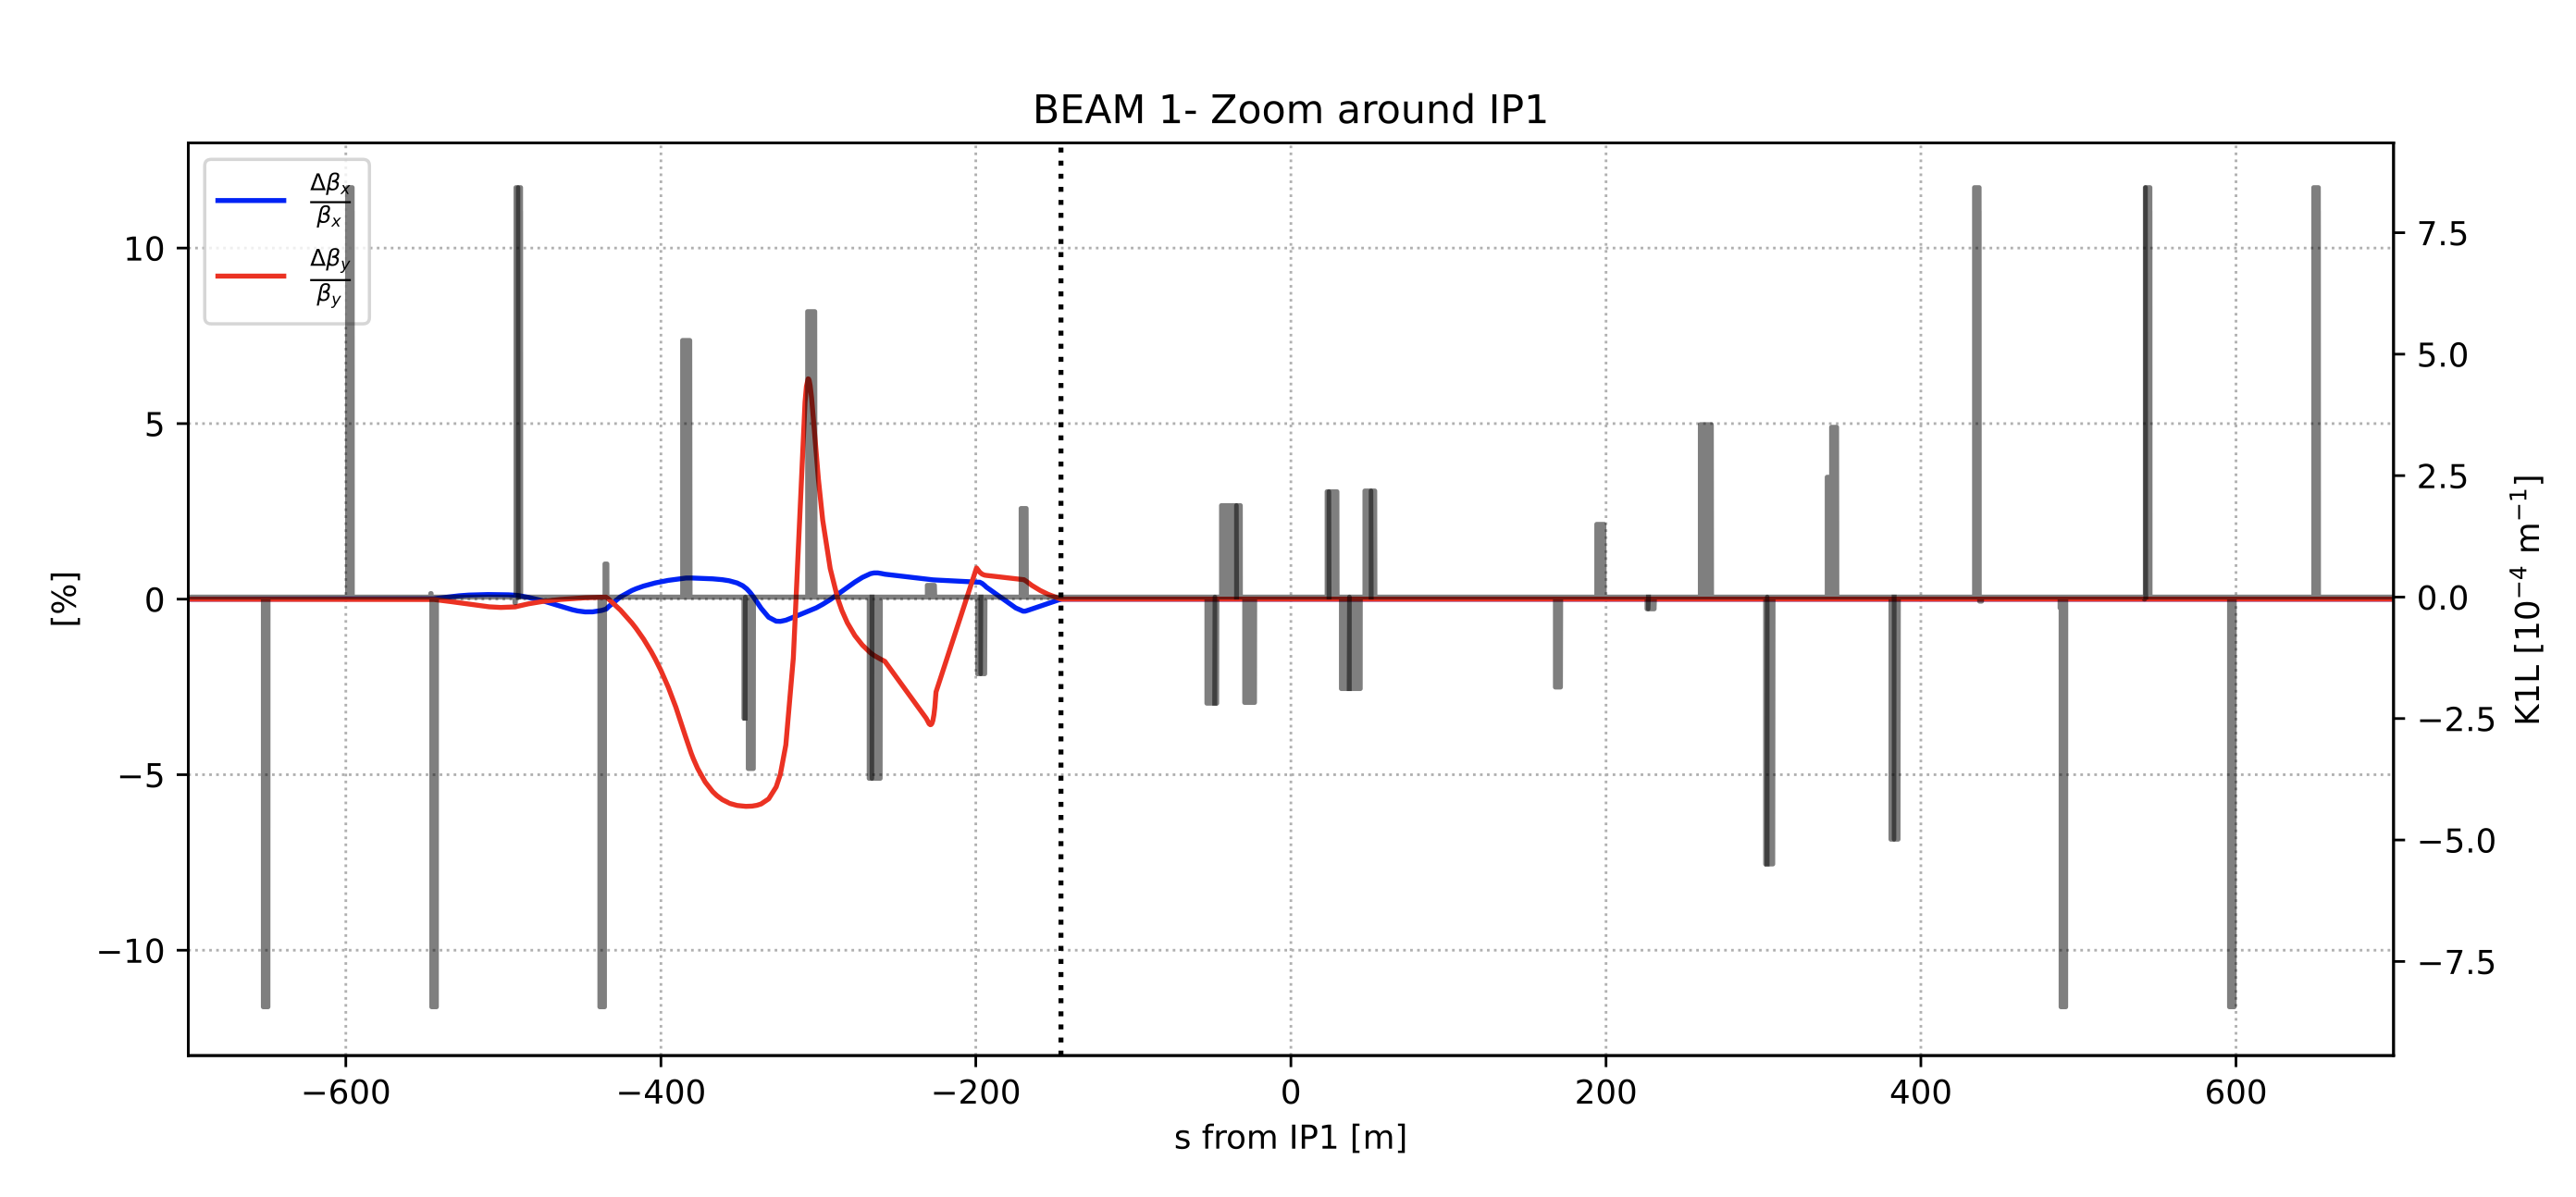 BEAM 1- Zoom around IP1
Δβx
βx
Δβy
βy
10
5
0
−5
−10
[%]
7.5
5.0
2.5
0.0
−2.5
−5.0
−7.5
K1L [10⁻⁴ m⁻¹]
−600 −400 −200 0 200 400 600
s from IP1 [m]